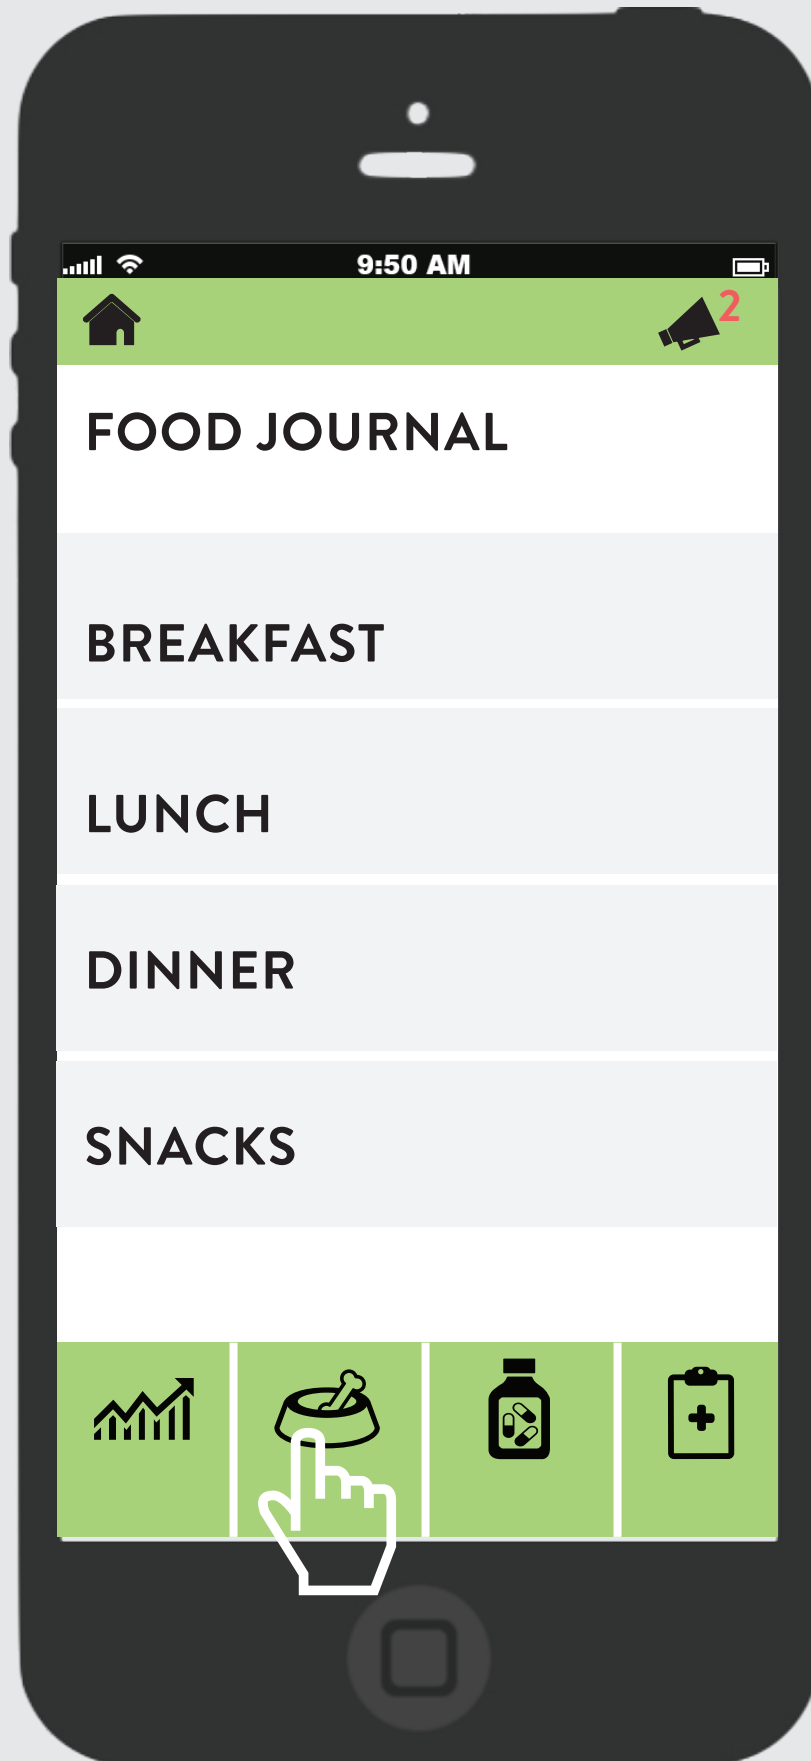 9:50 AM
2
FOOD JOURNAL
BREAKFAST
LUNCH
DINNER
SNACKS